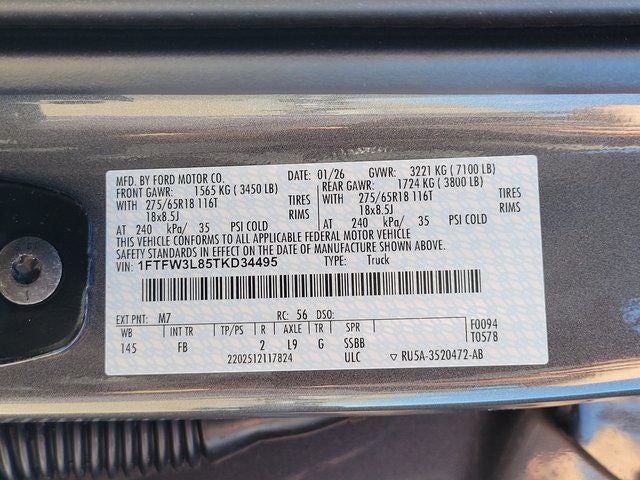 MFD. BY FORD MOTOR CO. DATE: 01/26 GVWR: 3221 KG ( 7100 LB)
FRONT GAWR: 1565 KG ( 3450 LB) REAR GAWR: 1724 KG ( 3800 LB)
WITH 275/65R18 116T TIRES WITH 275/65R18 116T TIRES
18x8.5J RIMS 18x8.5J RIMS
AT 240 kPa/ 35 PSI COLD AT 240 kPa/ 35 PSI COLD
THIS VEHICLE CONFORMS TO ALL APPLICABLE FEDERAL MOTOR VEHICLE
SAFETY STANDARDS IN EFFECT ON THE DATE OF MANUFACTURE SHOWN ABOVE.
VIN: 1FTFW3L85TKD34495 TYPE: Truck
EXT PNT: M7 RC: 56 DSO:
WB INT TR TP/PS R AXLE TR SPR F0094
145 FB 2 L9 G SSBB T0578
2202512117824 ULC ▽ RU5A-3520472-AB